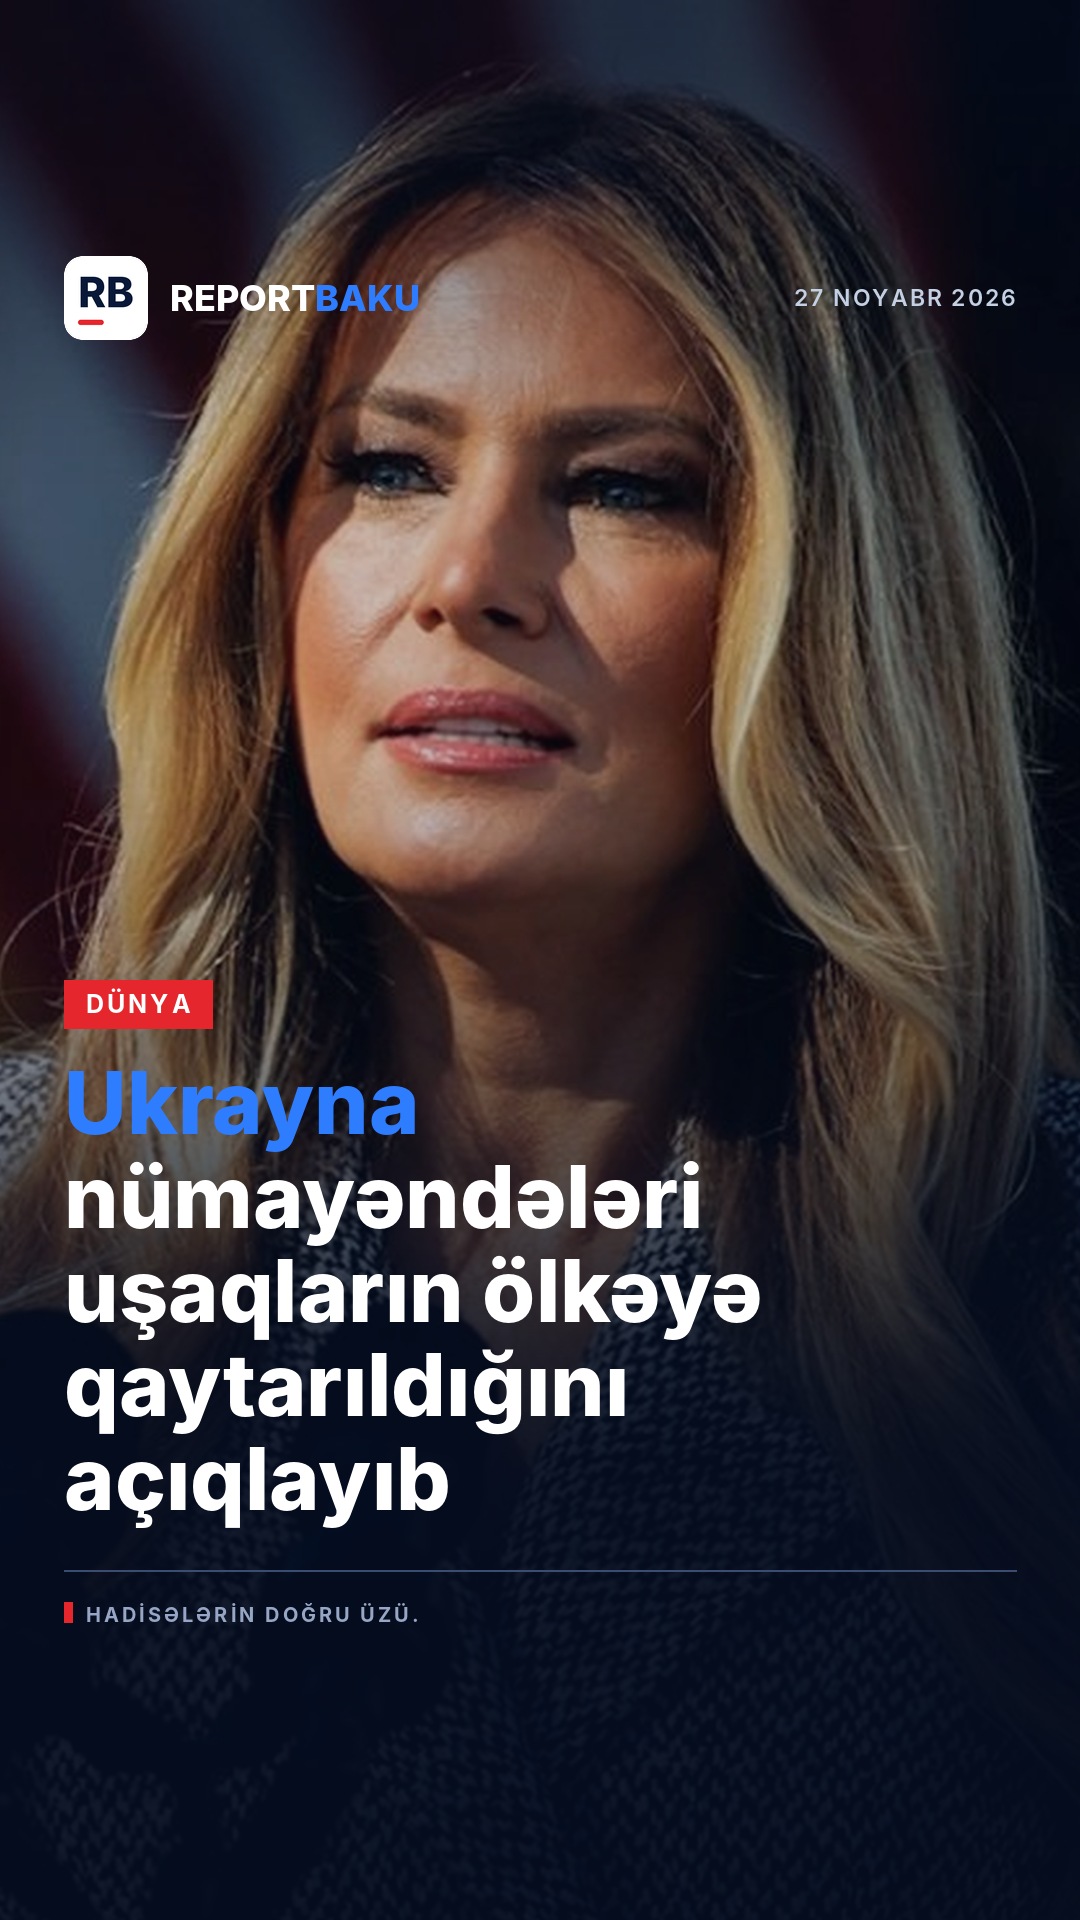 RB
REPORTBAKU
27 NOYABR 2026
DÜNYA
Ukrayna
nümayəndələri
uşaqların ölkəyə
qaytarıldığını
açıqlayıb
HADİSƏLƏRİN DOĞRU ÜZÜ.